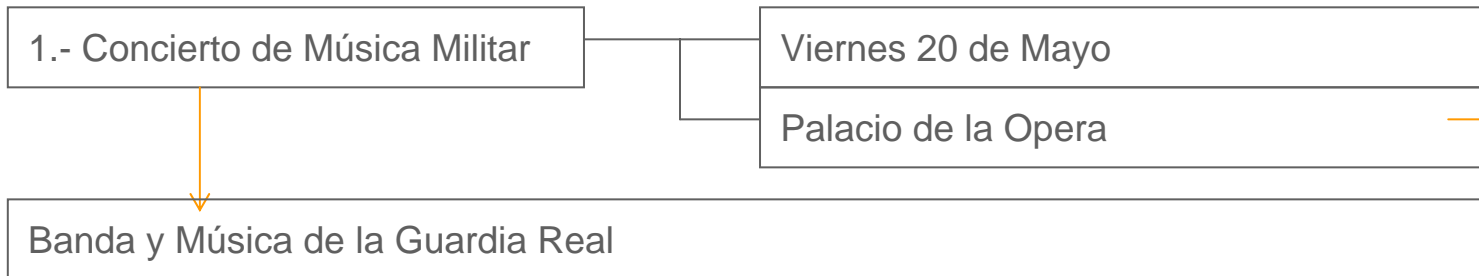 1.- Concierto de Música Militar
Viernes 20 de Mayo
Palacio de la Opera
Banda y Música de la Guardia Real